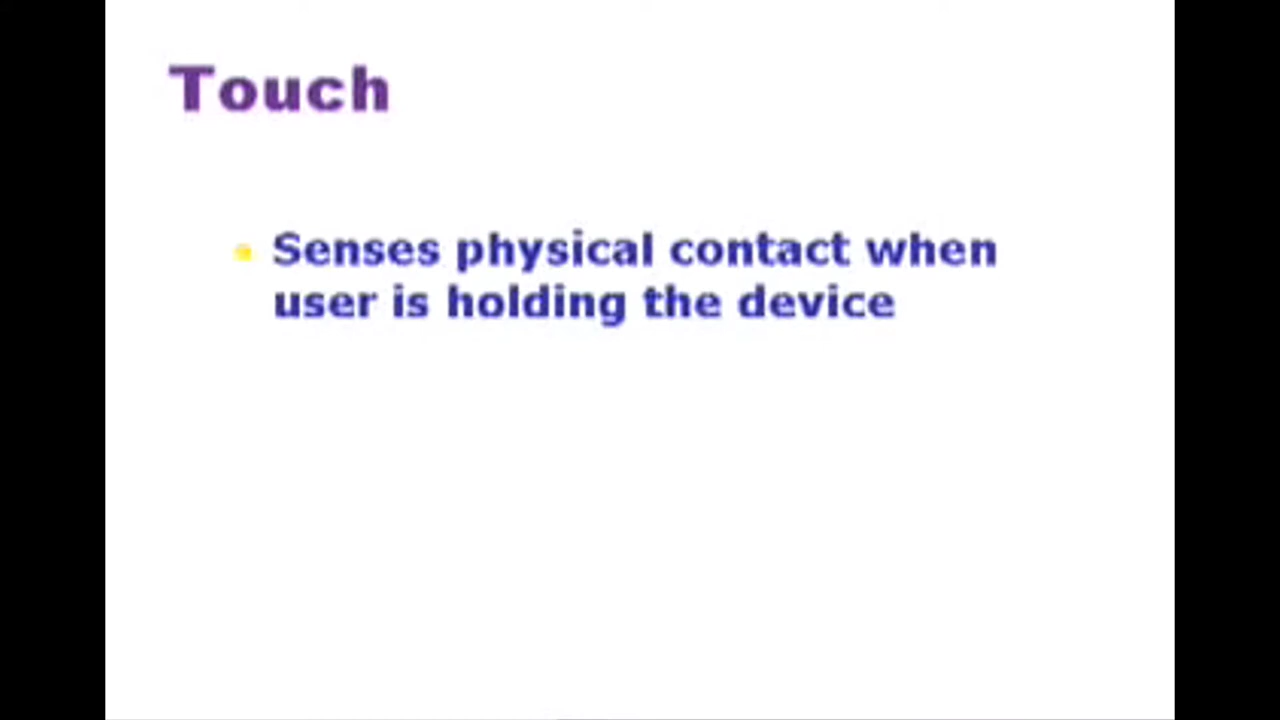 Touch
Senses physical contact when
user is holding the device